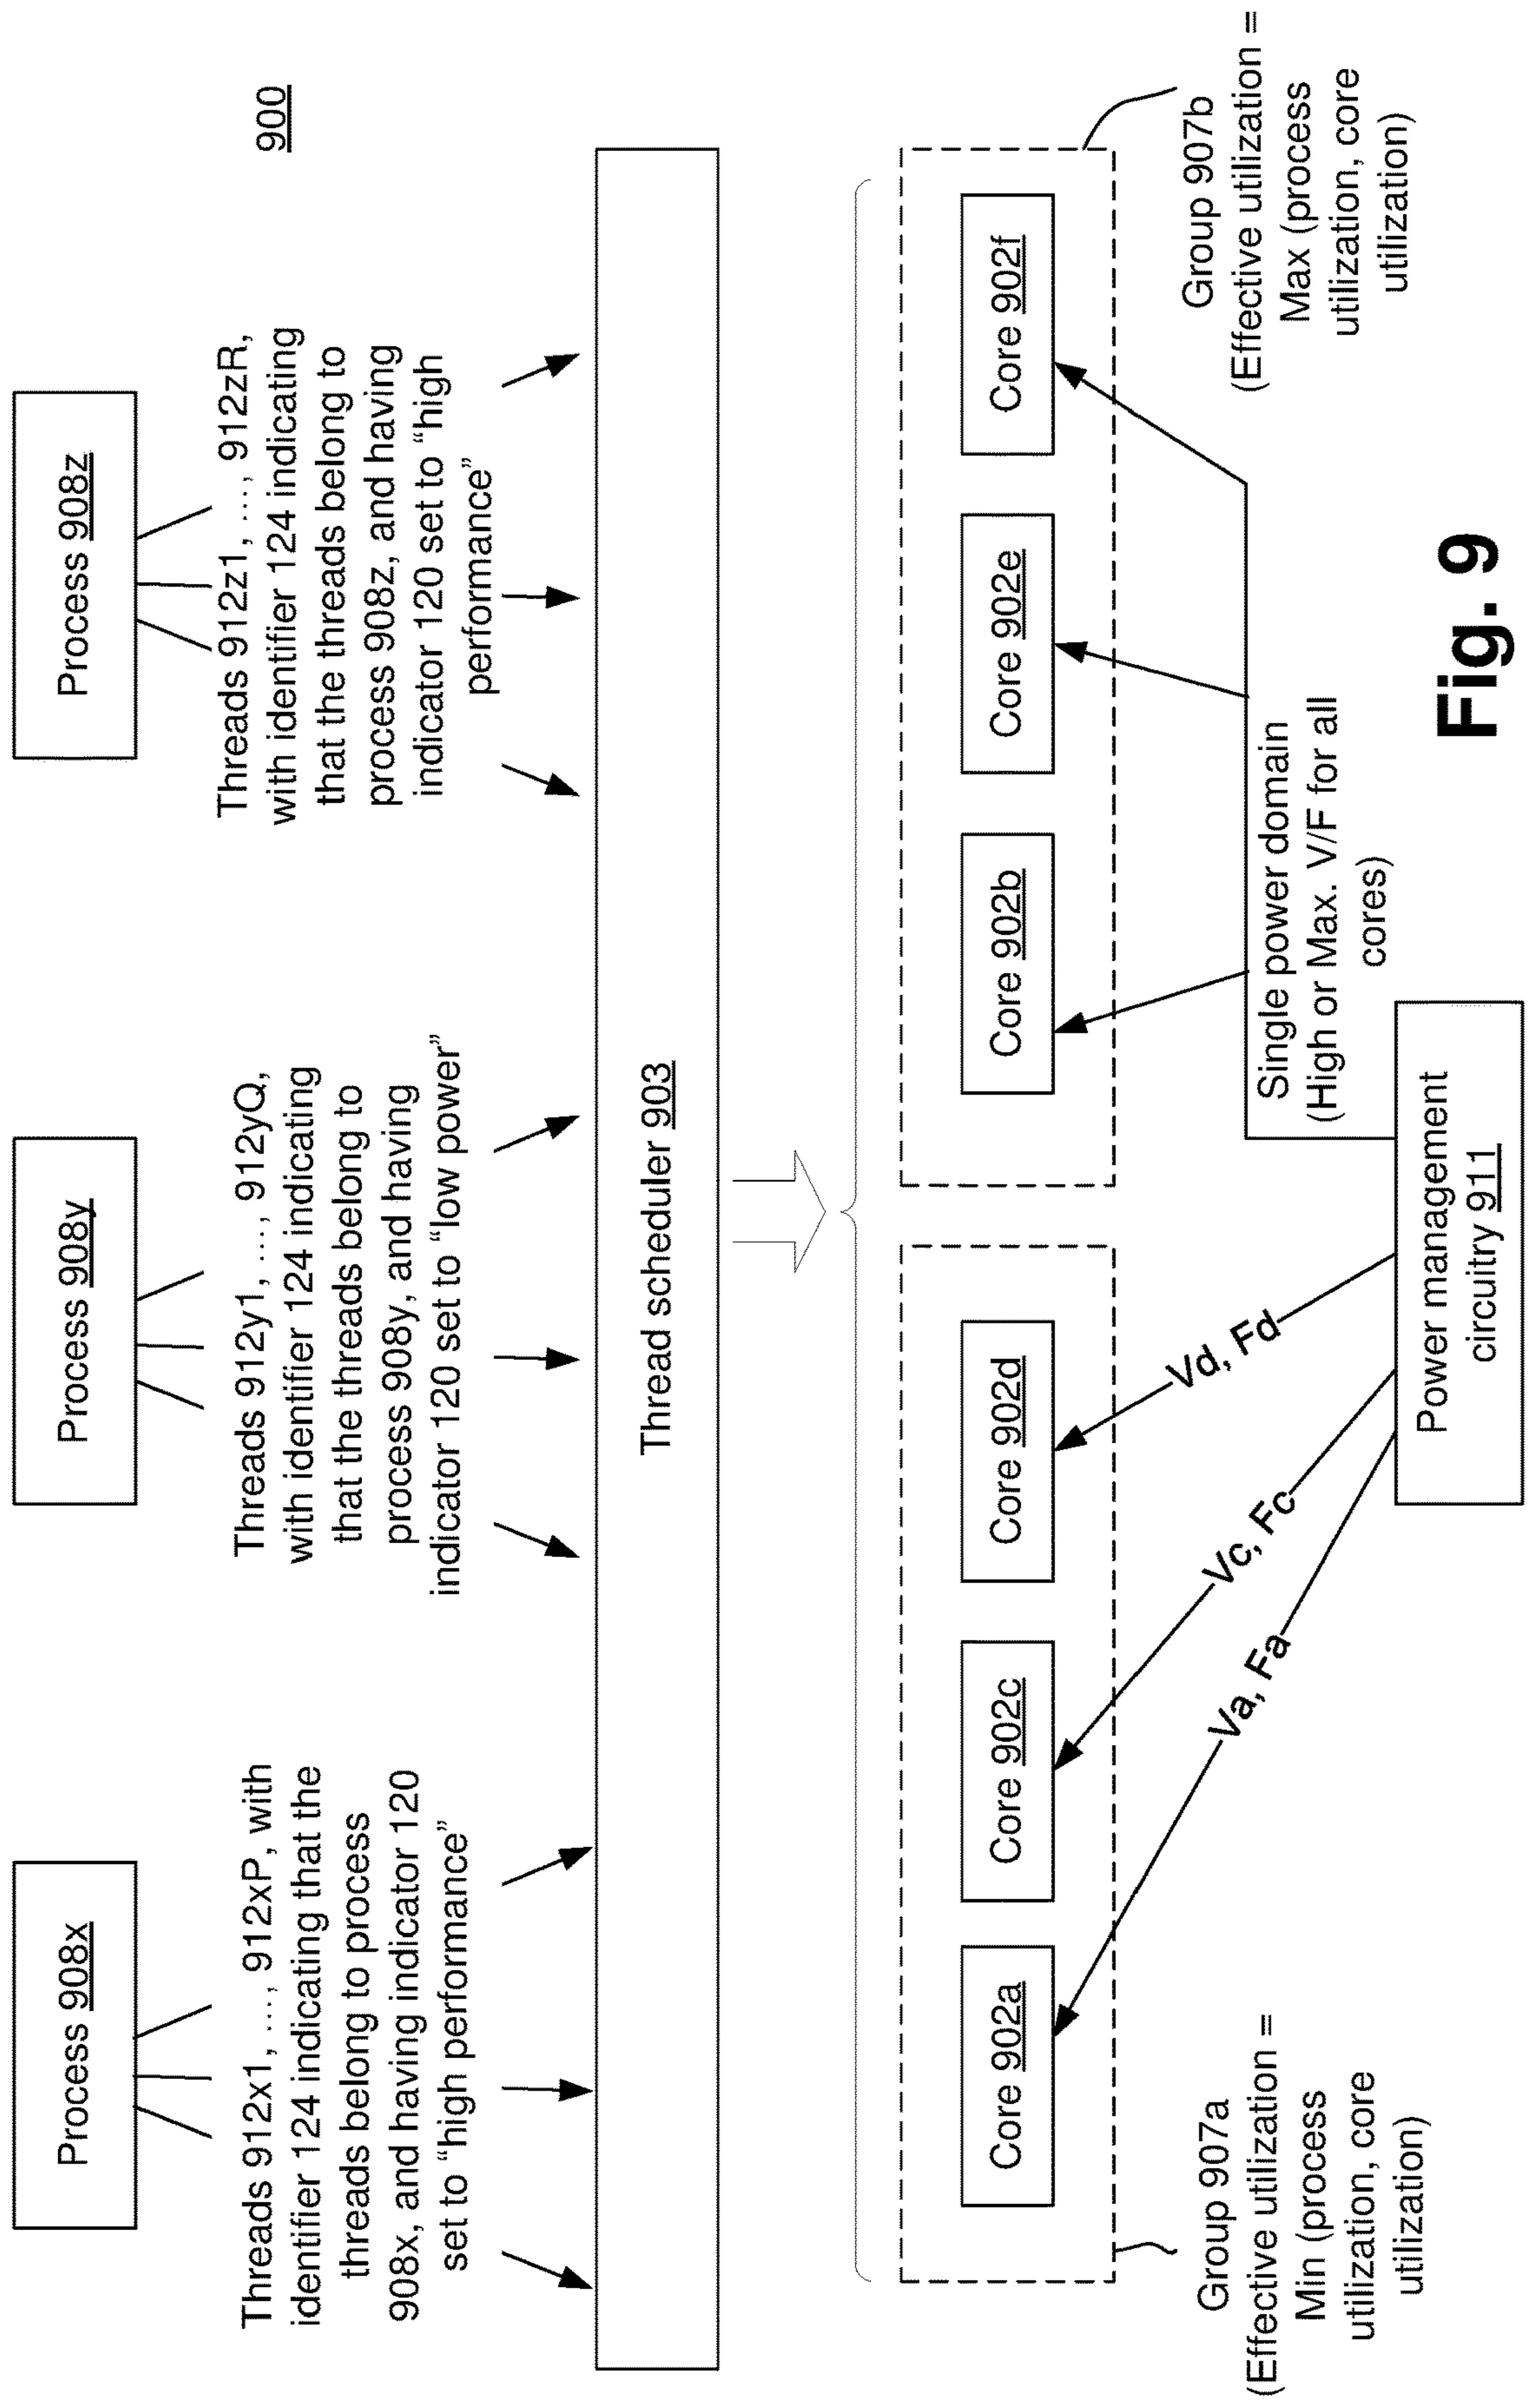 900
Process 908x
Process 908y
Process 908z
Threads 912x1, ..., 912xP, with
identifier 124 indicating that the
threads belong to process
908x, and having indicator 120
set to “high performance”
Threads 912y1, ..., 912yQ,
with identifier 124 indicating
that the threads belong to
process 908y, and having
indicator 120 set to “low power”
Threads 912z1, ..., 912zR,
with identifier 124 indicating
that the threads belong to
process 908z, and having
indicator 120 set to “high
performance”
Thread scheduler 903
Core 902a
Core 902c
Core 902d
Core 902b
Core 902e
Core 902f
Va, Fa
Vc, Fc
Vd, Fd
Group 907a
(Effective utilization =
Min (process
utilization, core
utilization)
Single power domain
(High or Max. V/F for all
cores)
Group 907b
(Effective utilization =
Max (process
utilization, core
utilization)
Power management
circuitry 911
Fig. 9